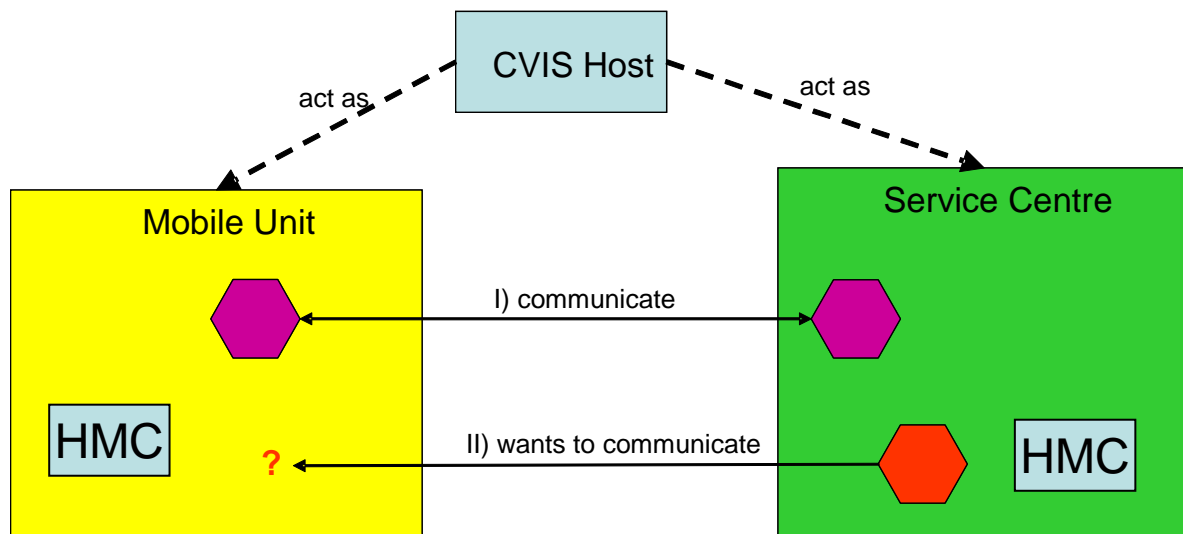 CVIS Host
act as
act as
Mobile Unit
Service Centre
I) communicate
HMC
?
II) wants to communicate
HMC